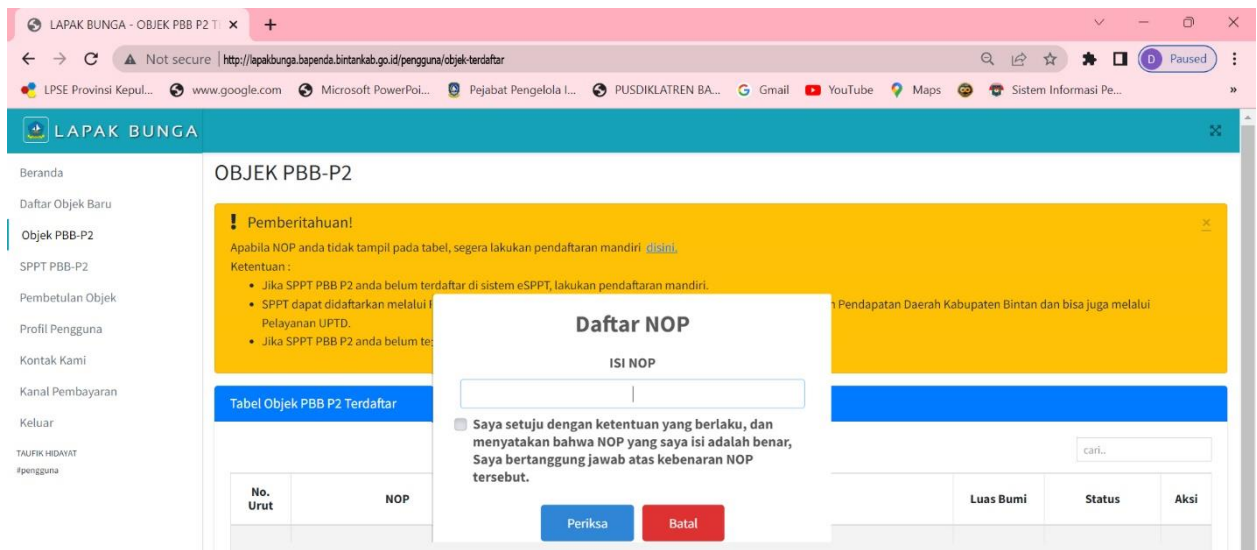 LAPAK BUNGA - OBJEK PBB P2 T
Not secure http://lapakbunga.bapenda.bintankab.go.id/pengguna/objek-terdaftar
D Paused
LPSE Provinsi Kepul... www.google.com Microsoft PowerPoi... Pejabat Pengelola I... PUSDIKLATREN BA... Gmail YouTube Maps Sistem Informasi Pe... »
LAPAK BUNGA
Beranda
Daftar Objek Baru
Objek PBB-P2
SPPT PBB-P2
Pembetulan Objek
Profil Pengguna
Kontak Kami
Kanal Pembayaran
Keluar
TAUFIK HIDAYAT
#pengguna
OBJEK PBB-P2
! Pemberitahuan!
Apabila NOP anda tidak tampil pada tabel, segera lakukan pendaftaran mandiri disini.
Ketentuan :
• Jika SPPT PBB P2 anda belum terdaftar di sistem eSPPT, lakukan pendaftaran mandiri.
• SPPT dapat didaftarkan melalui Pendapatan Daerah Kabupaten Bintan dan bisa juga melalui
Pelayanan UPTD.
• Jika SPPT PBB P2 anda belum
Daftar NOP
ISI NOP
Saya setuju dengan ketentuan yang berlaku, dan
menyatakan bahwa NOP yang saya isi adalah benar,
Saya bertanggung jawab atas kebenaran NOP
tersebut.
Periksa Batal
Tabel Objek PBB P2 Terdaftar
cari..
No. Urut NOP Luas Bumi Status Aksi